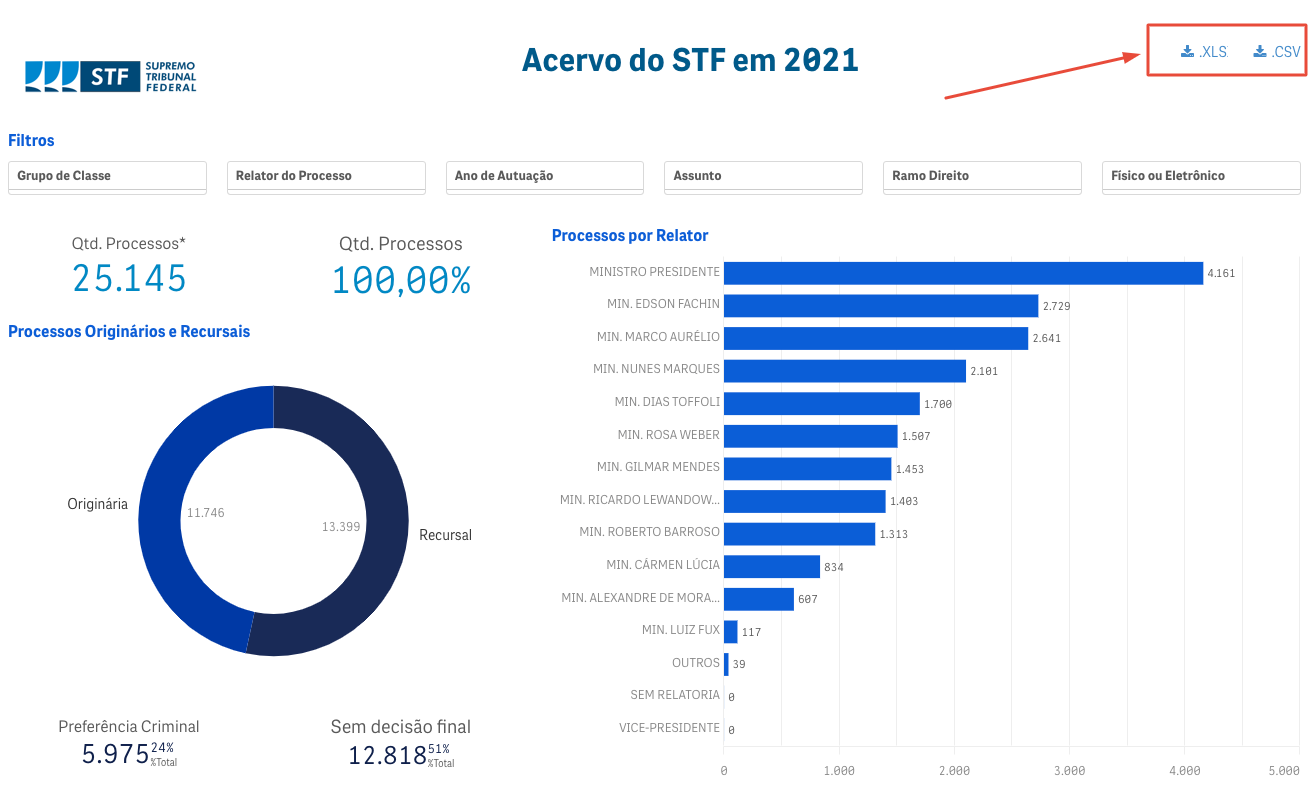 STF
SUPREMO
TRIBUNAL
FEDERAL
Acervo do STF em 2021
.XLS
.CSV
Filtros
Grupo de Classe
Relator do Processo
Ano de Autuação
Assunto
Ramo Direito
Físico ou Eletrônico
Qtd. Processos*
25.145
Qtd. Processos
100,00%
Processos Originários e Recursais
Originária
11.746
13.399
Recursal
Preferência Criminal
5.975 24%
%Total
Sem decisão final
12.818 51%
%Total
Processos por Relator
MINISTRO PRESIDENTE 4.161
MIN. EDSON FACHIN 2.729
MIN. MARCO AURÉLIO 2.641
MIN. NUNES MARQUES 2.101
MIN. DIAS TOFFOLI 1.700
MIN. ROSA WEBER 1.507
MIN. GILMAR MENDES 1.453
MIN. RICARDO LEWANDOW... 1.403
MIN. ROBERTO BARROSO 1.313
MIN. CÁRMEN LÚCIA 834
MIN. ALEXANDRE DE MORA... 607
MIN. LUIZ FUX 117
OUTROS 39
SEM RELATORIA 0
VICE-PRESIDENTE 0
0 1.000 2.000 3.000 4.000 5.000